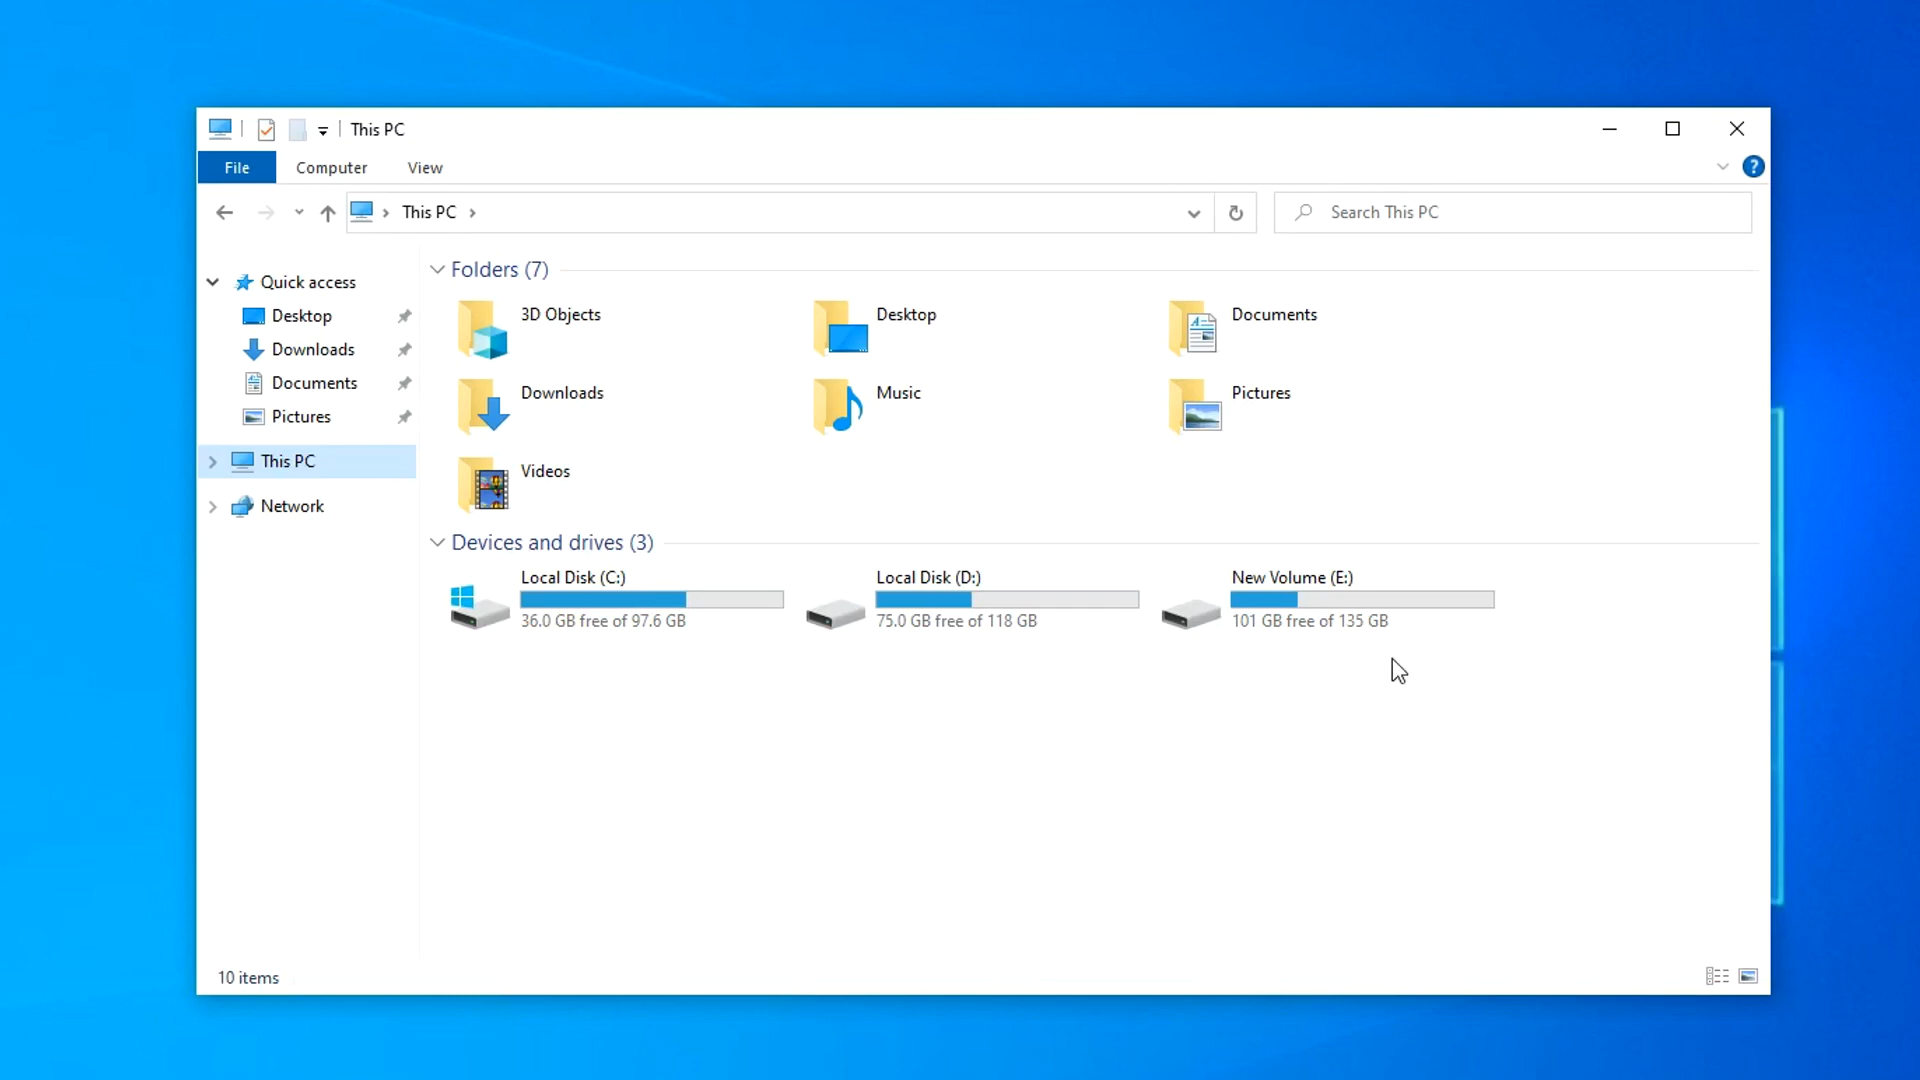 This PC
File Computer View
This PC
Search This PC
Quick access
Desktop
Downloads
Documents
Pictures
This PC
Network
Folders (7)
3D Objects Desktop Documents
Downloads Music Pictures
Videos
Devices and drives (3)
Local Disk (C:) Local Disk (D:) New Volume (E:)
36.0 GB free of 97.6 GB 75.0 GB free of 118 GB 101 GB free of 135 GB
10 items